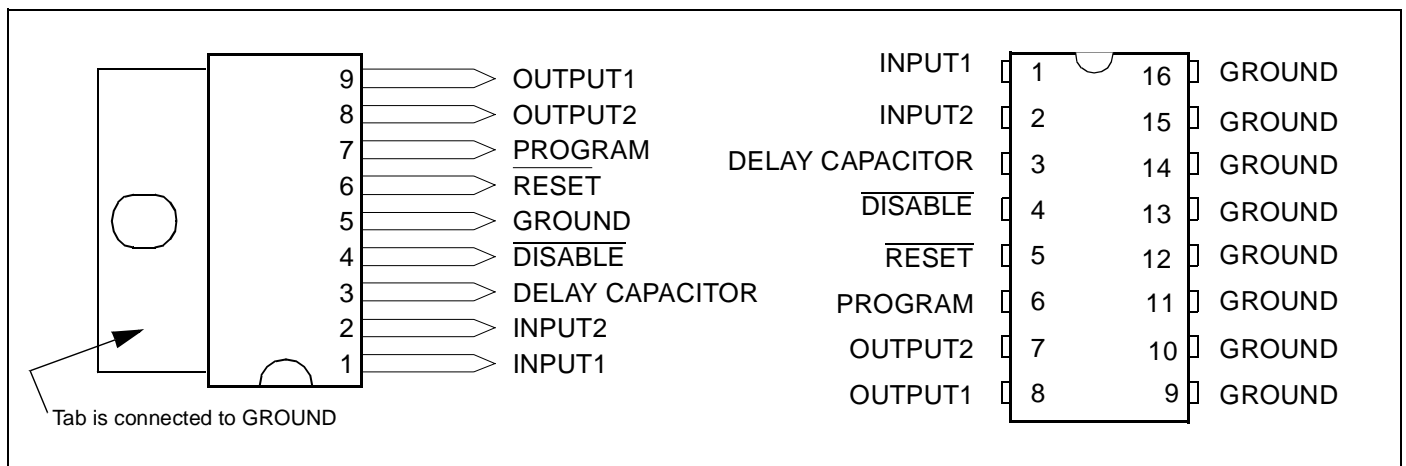 9 OUTPUT1
8 OUTPUT2
7 PROGRAM
6 RESET
5 GROUND
4 DISABLE
3 DELAY CAPACITOR
2 INPUT2
1 INPUT1
Tab is connected to GROUND
INPUT1 1 16 GROUND
INPUT2 2 15 GROUND
DELAY CAPACITOR 3 14 GROUND
DISABLE 4 13 GROUND
RESET 5 12 GROUND
PROGRAM 6 11 GROUND
OUTPUT2 7 10 GROUND
OUTPUT1 8 9 GROUND